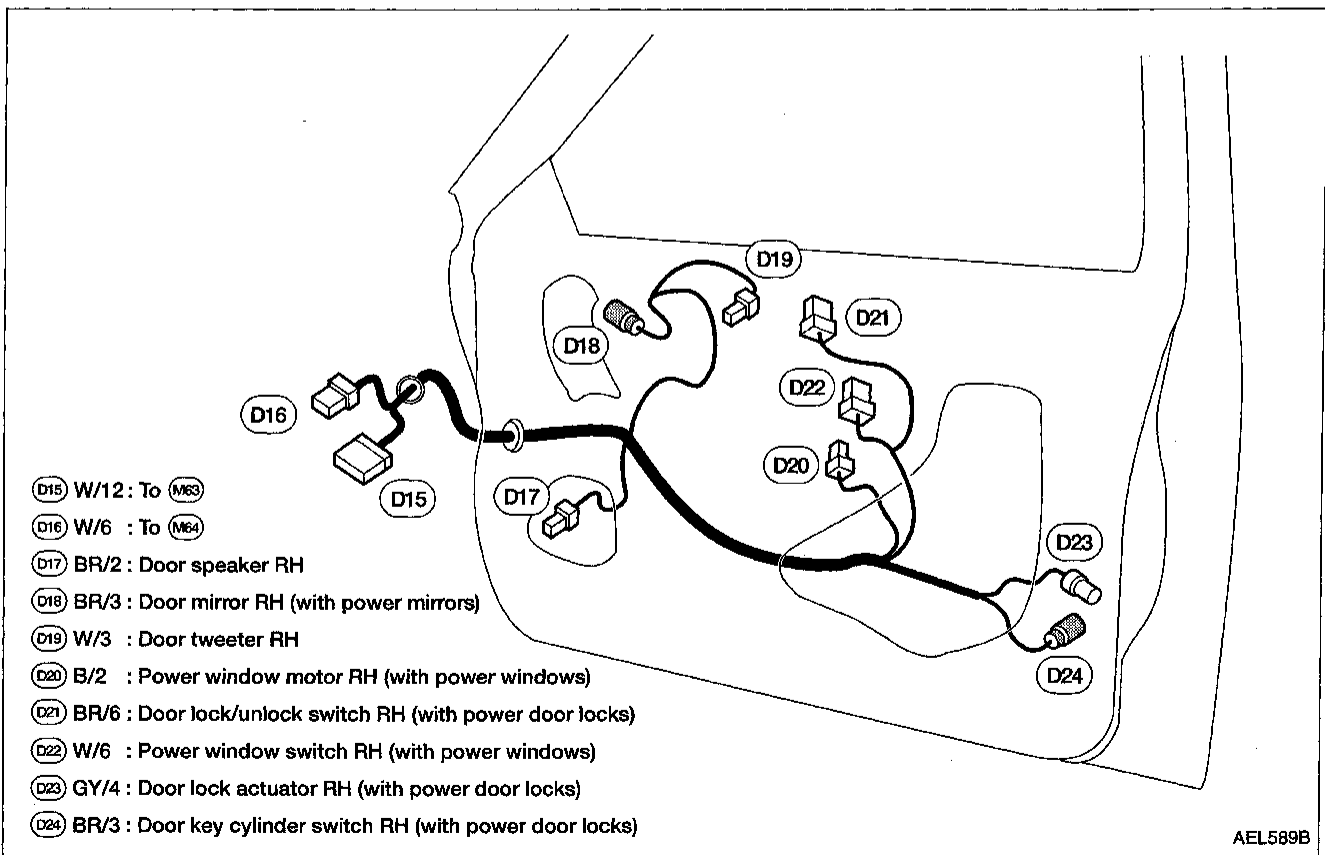 D19
D21
D18
D22
D16
D20
D15
D17
D23
D24
D15 W/12 : To M63
D16 W/6 : To M64
D17 BR/2 : Door speaker RH
D18 BR/3 : Door mirror RH (with power mirrors)
D19 W/3 : Door tweeter RH
D20 B/2 : Power window motor RH (with power windows)
D21 BR/6 : Door lock/unlock switch RH (with power door locks)
D22 W/6 : Power window switch RH (with power windows)
D23 GY/4 : Door lock actuator RH (with power door locks)
D24 BR/3 : Door key cylinder switch RH (with power door locks)
AEL589B